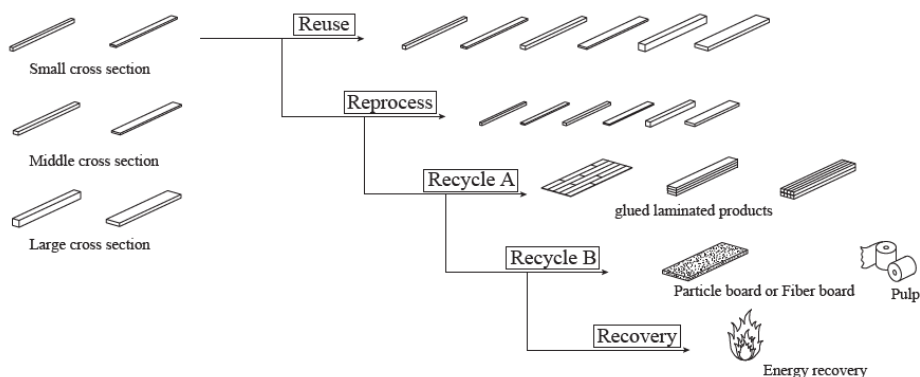 Small cross section
Middle cross section
Large cross section
Reuse
Reprocess
Recycle A
glued laminated products
Recycle B
Particle board or Fiber board
Pulp
Recovery
Energy recovery